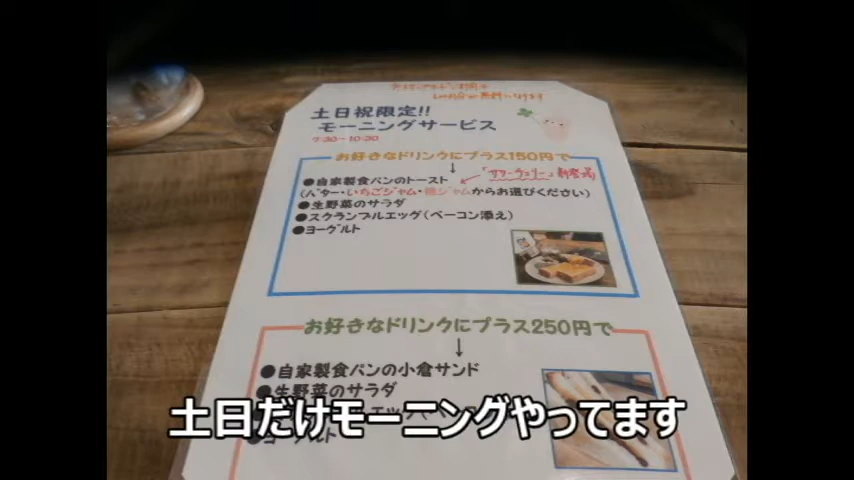 土日祝限定!!
モーニングサービス
7:30~10:30
お好きなドリンクにプラス150円で
↓
●自家製食パンのトースト
(バター・いちごジャム・桃ジャムからお選びください)
●生野菜のサラダ
●スクランブルエッグ(ベーコン添え)
●ヨーグルト
お好きなドリンクにプラス250円で
↓
●自家製食パンの小倉サンド
●生野菜のサラダ
土日だけモーニングやってます